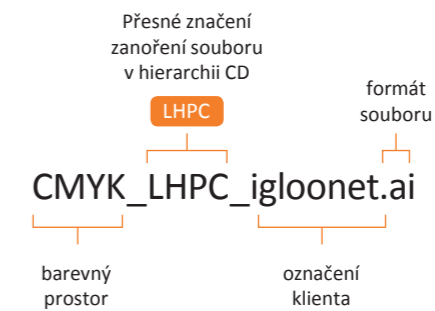 Přesné značení
zanoření souboru
v hierarchii CD
LHPC
formát
souboru
CMYK_LHPC_igloonet.ai
barevný
prostor
označení
klienta